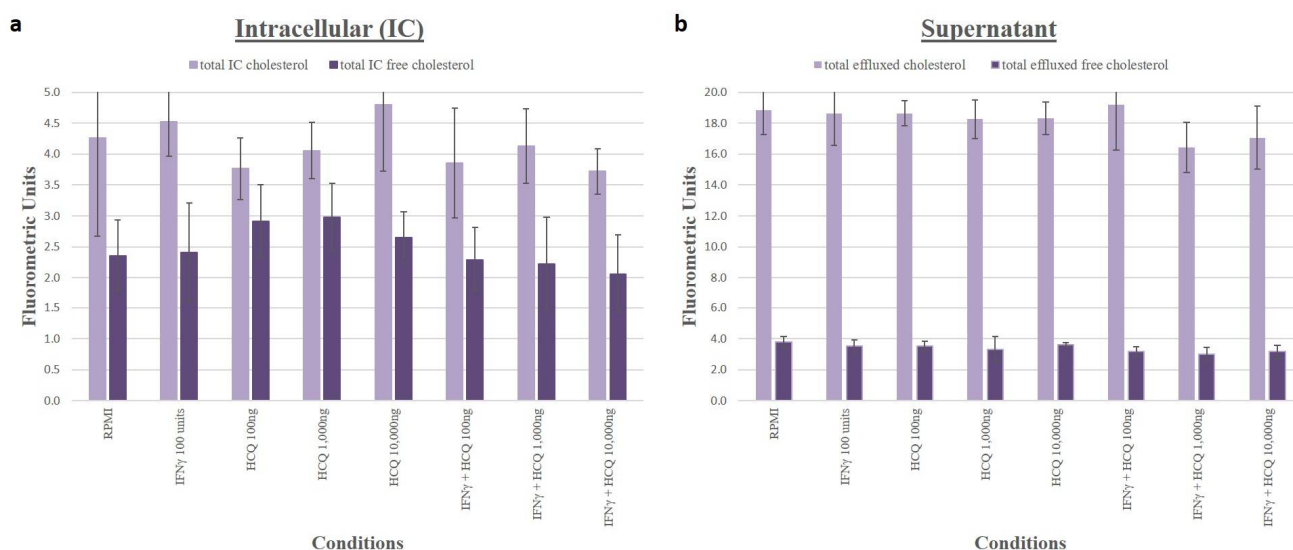 a
Intracellular (IC)
total IC cholesterol total IC free cholesterol
Fluorometric Units
5.0
4.5
4.0
3.5
3.0
2.5
2.0
1.5
1.0
0.5
0.0
RPMI
IFNγ 100 units
HCQ 100ng
HCQ 1,000ng
HCQ 10,000ng
IFNγ + HCQ 100ng
IFNγ + HCQ 1,000ng
IFNγ + HCQ 10,000ng
Conditions
b
Supernatant
total effluxed cholesterol total effluxed free cholesterol
Fluorometric Units
20.0
18.0
16.0
14.0
12.0
10.0
8.0
6.0
4.0
2.0
0.0
RPMI
IFNγ 100 units
HCQ 100ng
HCQ 1,000ng
HCQ 10,000ng
IFNγ + HCQ 100ng
IFNγ + HCQ 1,000ng
IFNγ + HCQ 10,000ng
Conditions